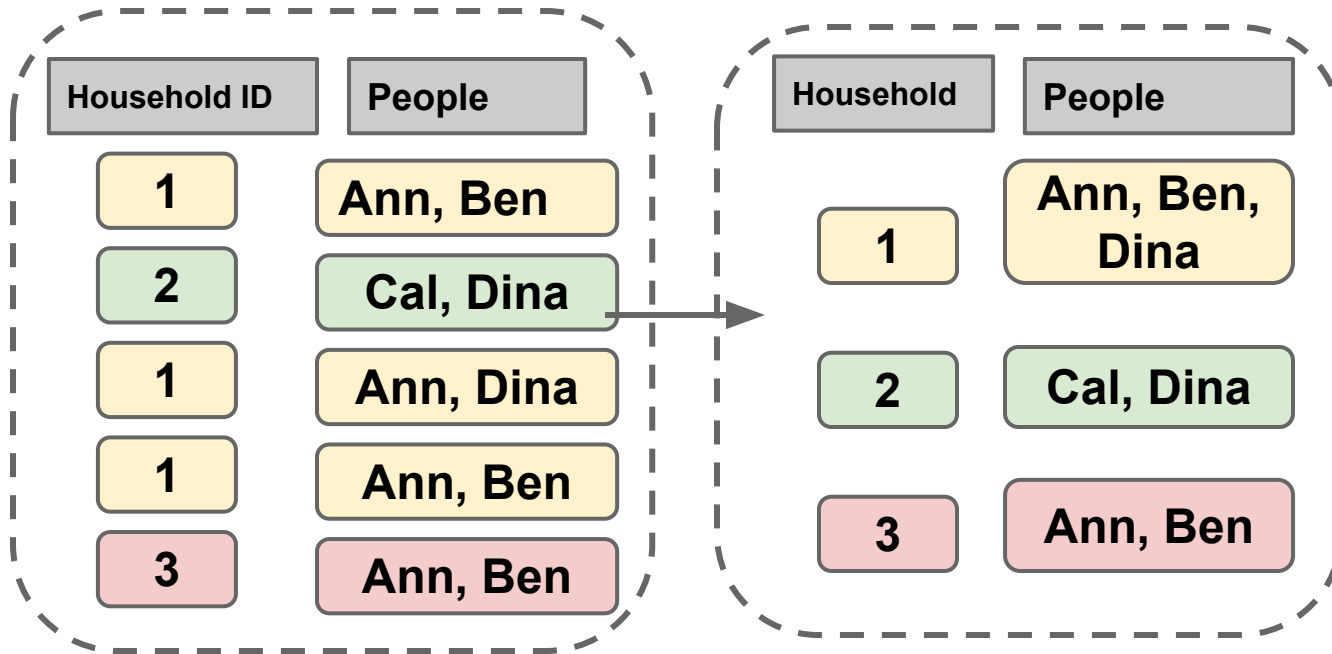 Household ID People
1 Ann, Ben
2 Cal, Dina
1 Ann, Dina
1 Ann, Ben
3 Ann, Ben
Household People
1 Ann, Ben,
Dina
2 Cal, Dina
3 Ann, Ben